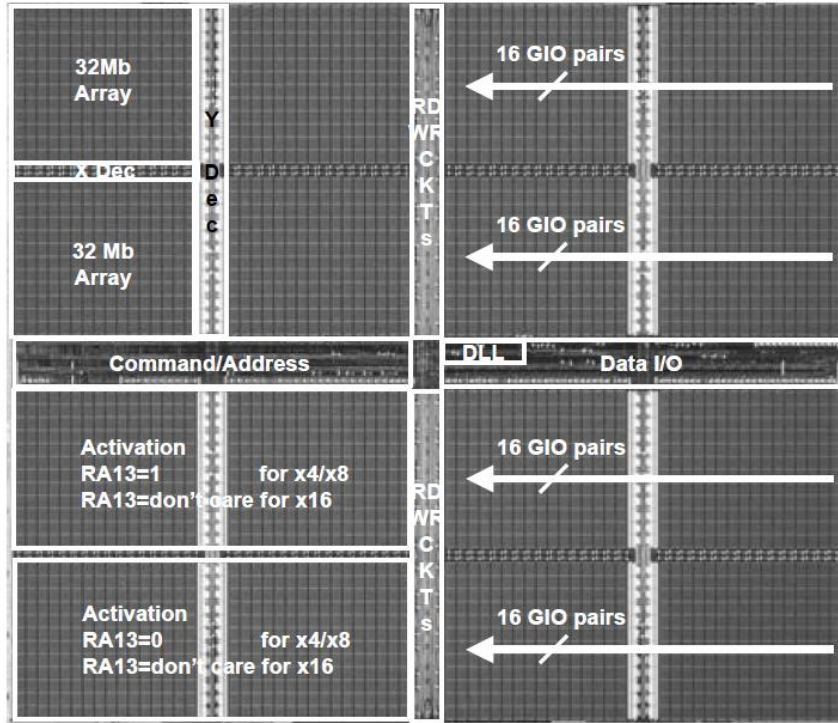 32Mb
Array
X Dec
32 Mb
Array
Y
Dec
RD
WR
C
K
T
s
16 GIO pairs
16 GIO pairs
Command/Address
DLL
Data I/O
Activation
RA13=1 for x4/x8
RA13=don't care for x16
Activation
RA13=0 for x4/x8
RA13=don't care for x16
RD
WR
C
K
T
s
16 GIO pairs
16 GIO pairs